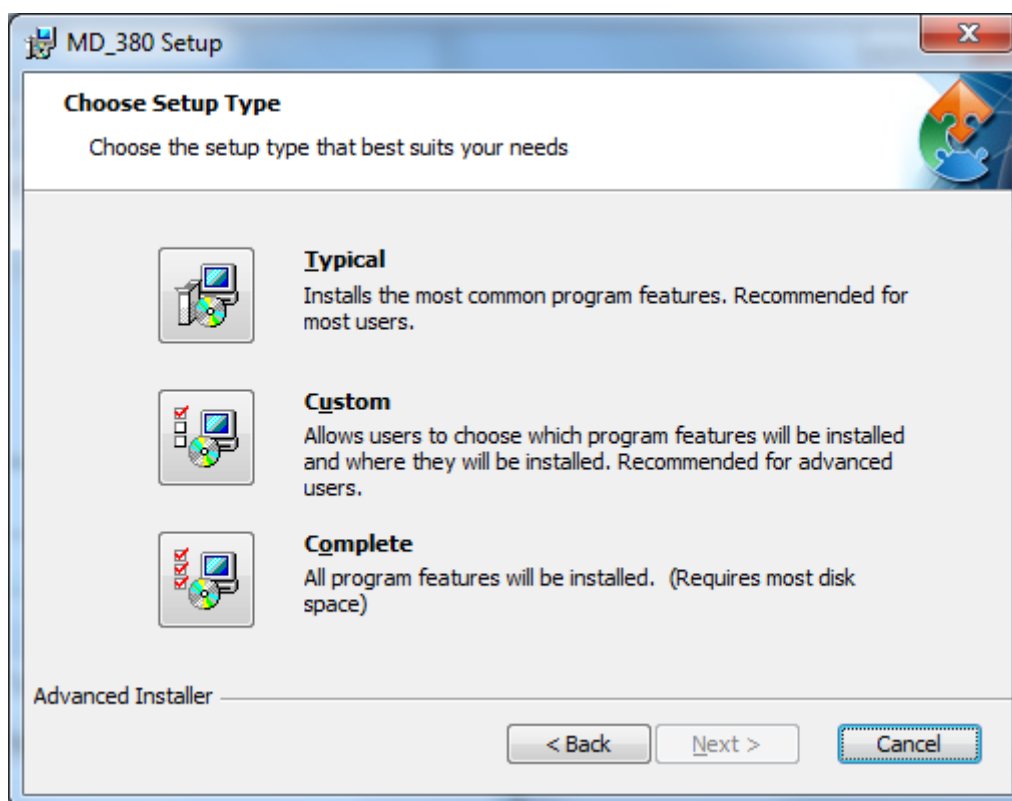 MD_380 Setup
Choose Setup Type
Choose the setup type that best suits your needs
Typical
Installs the most common program features. Recommended for
most users.
Custom
Allows users to choose which program features will be installed
and where they will be installed. Recommended for advanced
users.
Complete
All program features will be installed.  (Requires most disk
space)
Advanced Installer
< Back
Next >
Cancel